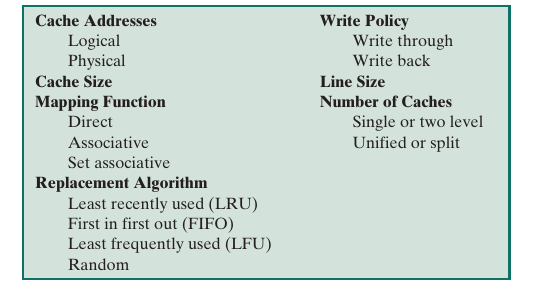 Cache Addresses
Logical
Physical
Cache Size
Mapping Function
Direct
Associative
Set associative
Replacement Algorithm
Least recently used (LRU)
First in first out (FIFO)
Least frequently used (LFU)
Random
Write Policy
Write through
Write back
Line Size
Number of Caches
Single or two level
Unified or split